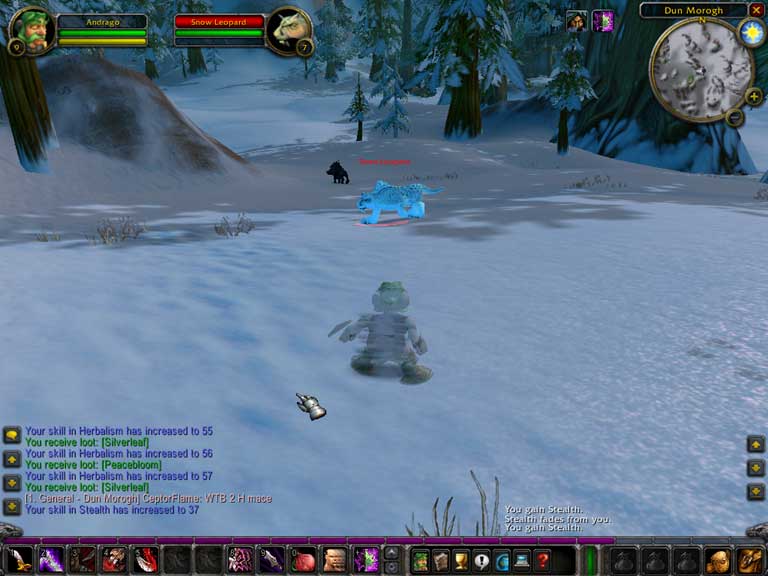 Andrago
Snow Leopard
9
7
Dun Morogh
N
Snow Leopard
Your skill in Herbalism has increased to 55
You receive loot: [Silverleaf]
Your skill in Herbalism has increased to 56
You receive loot: [Peacebloom]
Your skill in Herbalism has increased to 57
You receive loot: [Silverleaf]
[1. General - Dun Morogh] CeptorFlame: WTB 2 H mace
Your skill in Stealth has increased to 37
You gain Stealth.
Stealth fades from you.
You gain Stealth.